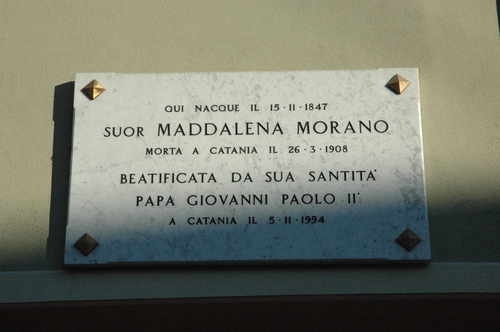 QUI NACQUE IL 15·11·1847
SUOR MADDALENA MORANO
MORTA A CATANIA IL 26·3·1908
BEATIFICATA DA SUA SANTITA'
PAPA GIOVANNI PAOLO II°
A CATANIA IL 5·11·1994